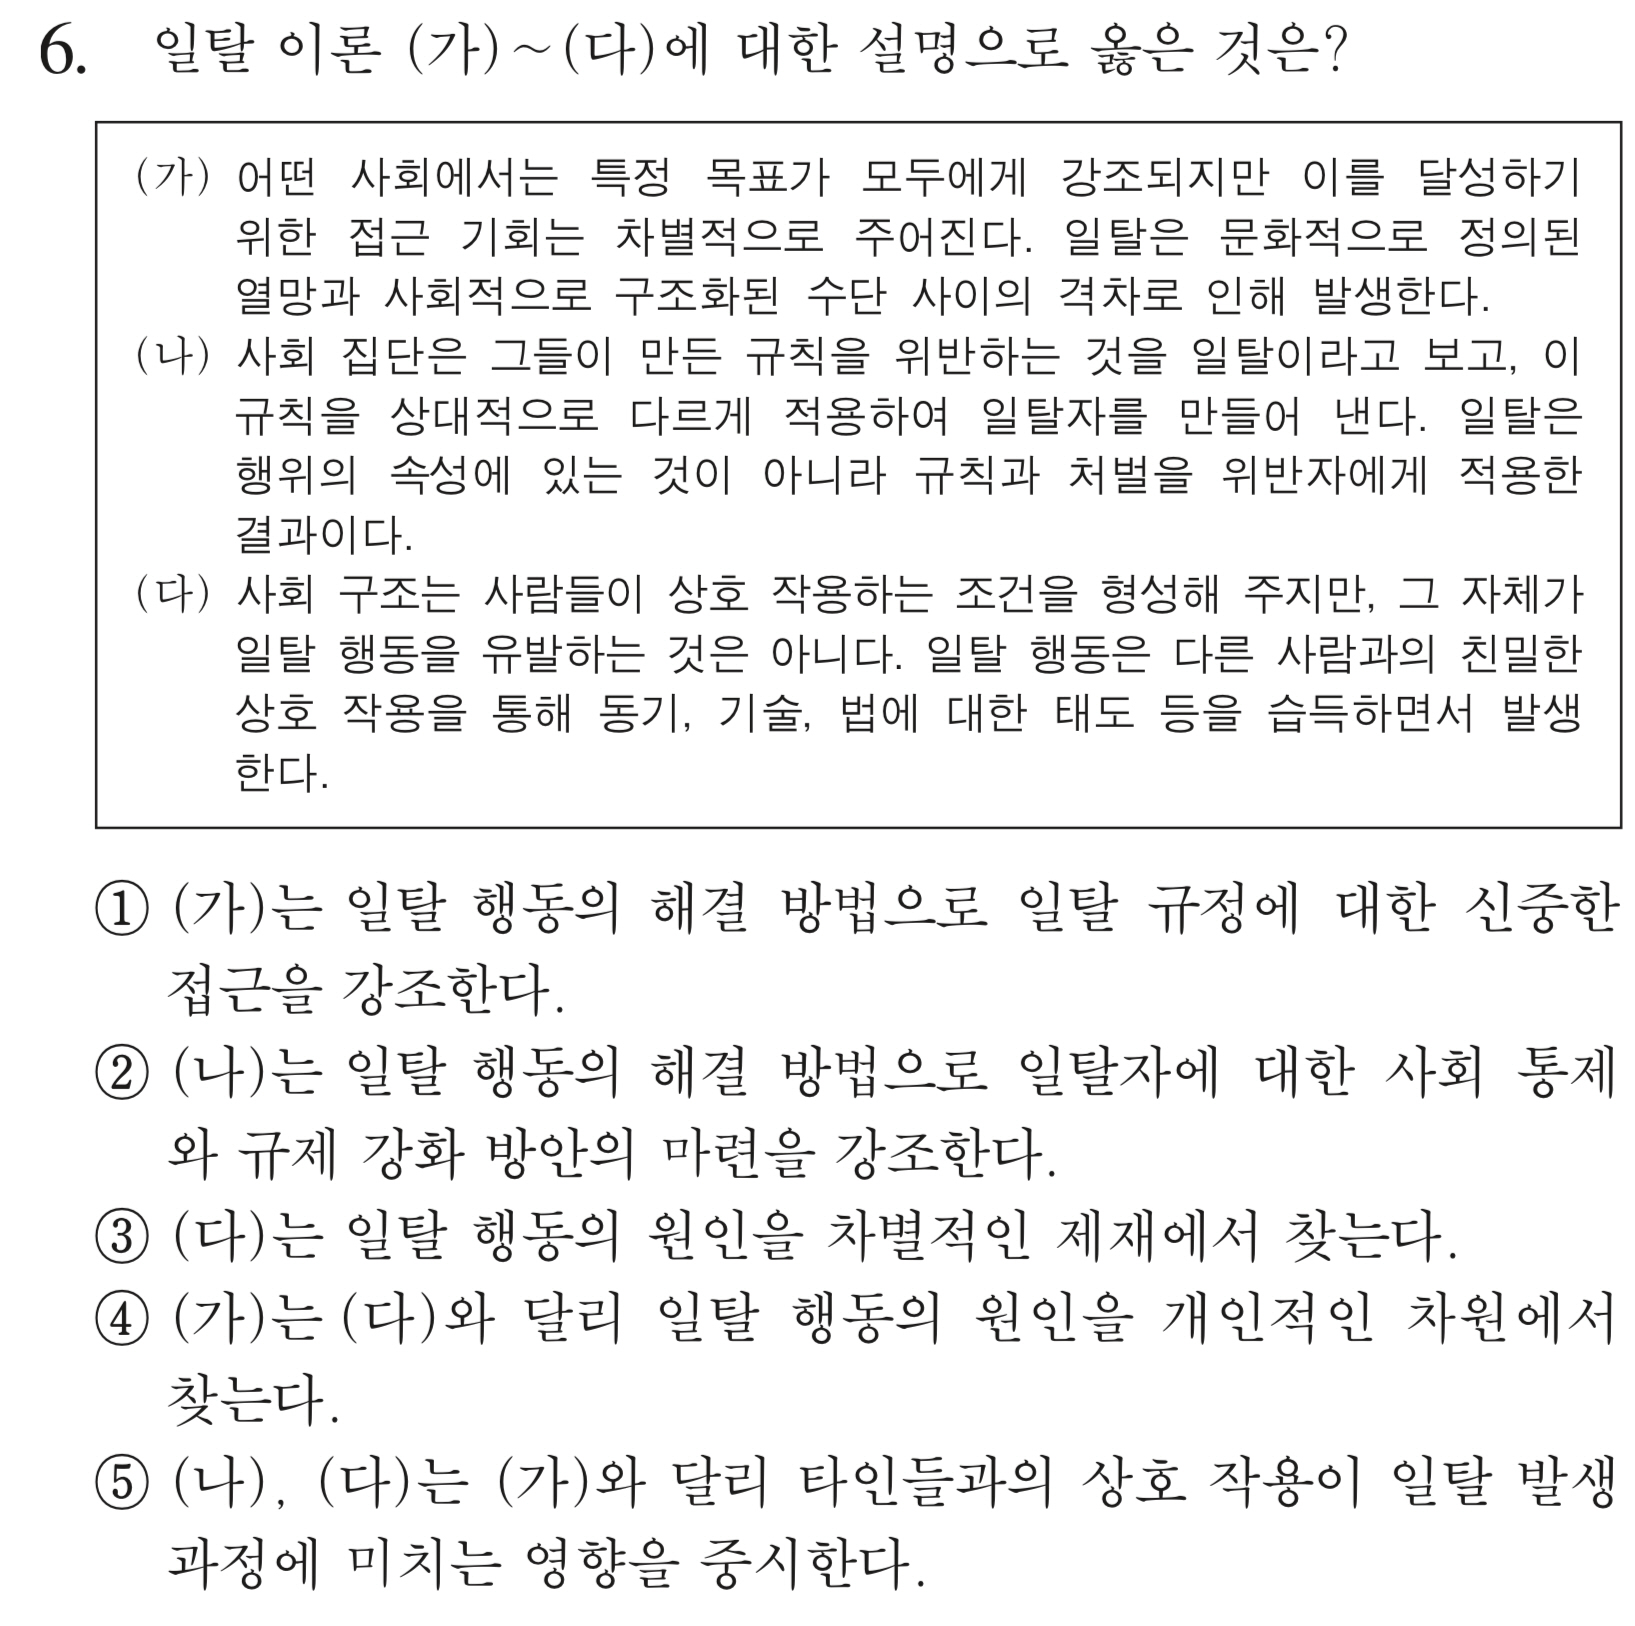 6. 일탈 이론 (가)~(다)에 대한 설명으로 옳은 것은?
(가) 어떤 사회에서는 특정 목표가 모두에게 강조되지만 이를 달성하기
위한 접근 기회는 차별적으로 주어진다. 일탈은 문화적으로 정의된
열망과 사회적으로 구조화된 수단 사이의 격차로 인해 발생한다.
(나) 사회 집단은 그들이 만든 규칙을 위반하는 것을 일탈이라고 보고, 이
규칙을 상대적으로 다르게 적용하여 일탈자를 만들어 낸다. 일탈은
행위의 속성에 있는 것이 아니라 규칙과 처벌을 위반자에게 적용한
결과이다.
(다) 사회 구조는 사람들이 상호 작용하는 조건을 형성해 주지만, 그 자체가
일탈 행동을 유발하는 것은 아니다. 일탈 행동은 다른 사람과의 친밀한
상호 작용을 통해 동기, 기술, 법에 대한 태도 등을 습득하면서 발생
한다.
① (가)는 일탈 행동의 해결 방법으로 일탈 규정에 대한 신중한
접근을 강조한다.
② (나)는 일탈 행동의 해결 방법으로 일탈자에 대한 사회 통제
와 규제 강화 방안의 마련을 강조한다.
③ (다)는 일탈 행동의 원인을 차별적인 제재에서 찾는다.
④ (가)는 (다)와 달리 일탈 행동의 원인을 개인적인 차원에서
찾는다.
⑤ (나), (다)는 (가)와 달리 타인들과의 상호 작용이 일탈 발생
과정에 미치는 영향을 중시한다.